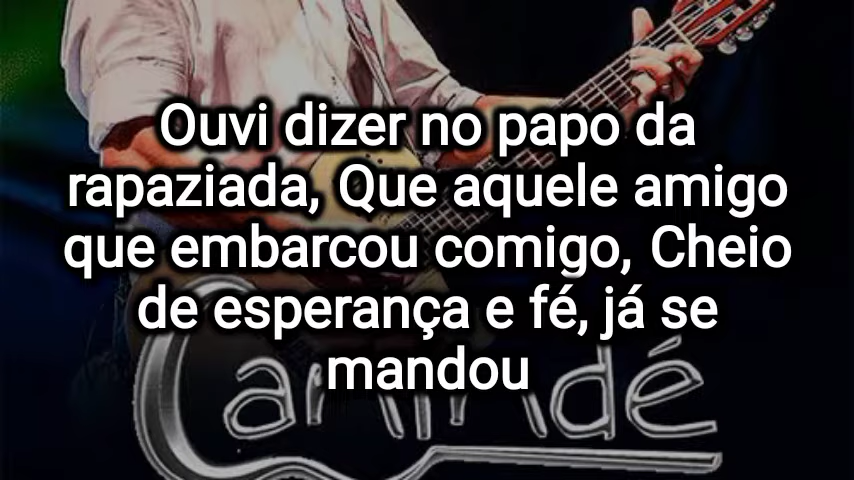 Ouvi dizer no papo da
rapaziada, Que aquele amigo
que embarcou comigo, Cheio
de esperança e fé, já se
mandou